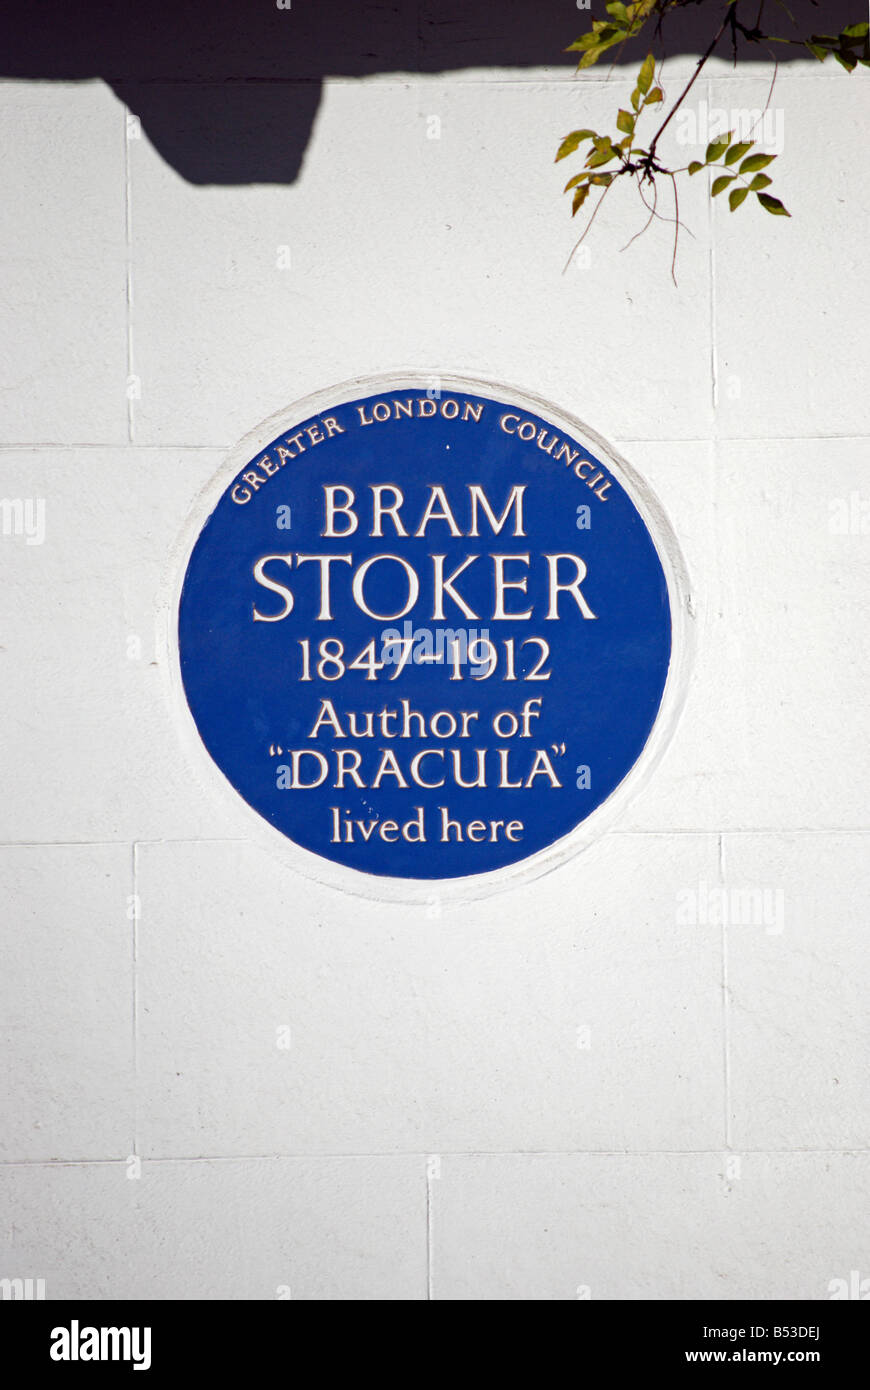 GREATER LONDON COUNCIL
BRAM
STOKER
1847-1912
Author of
"DRACULA"
lived here
alamy
Image ID: B53DEJ
www.alamy.com